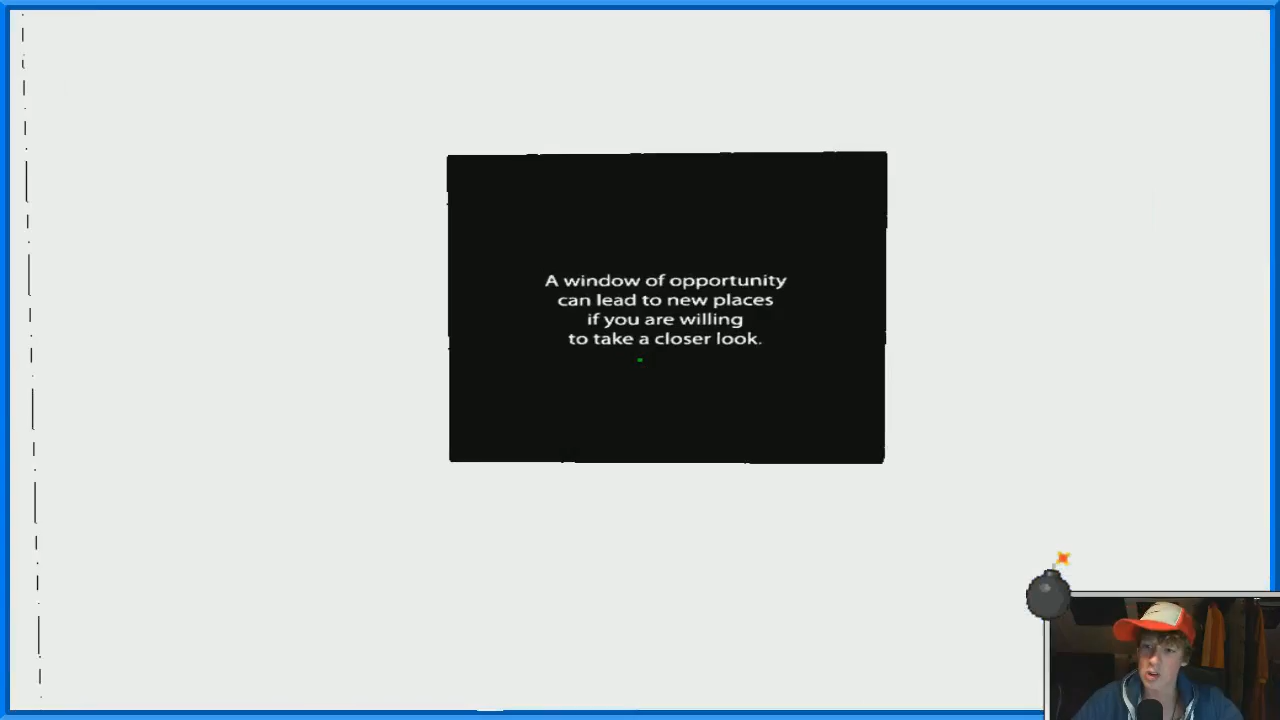 A window of opportunity
can lead to new places
if you are willing
to take a closer look.